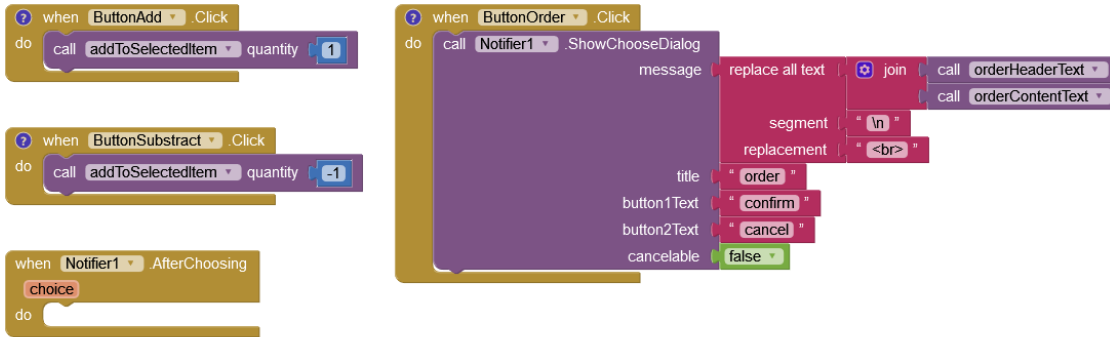 ? when ButtonAdd .Click
do call addToSelectedItem quantity 1
? when ButtonSubstract .Click
do call addToSelectedItem quantity -1
when Notifier1 .AfterChoosing
choice
do
? when ButtonOrder .Click
do call Notifier1 .ShowChooseDialog
message replace all text join call orderHeaderText
call orderContentText
segment “ \n ”
replacement “ <br> ”
title “ order ”
button1Text “ confirm ”
button2Text “ cancel ”
cancelable false